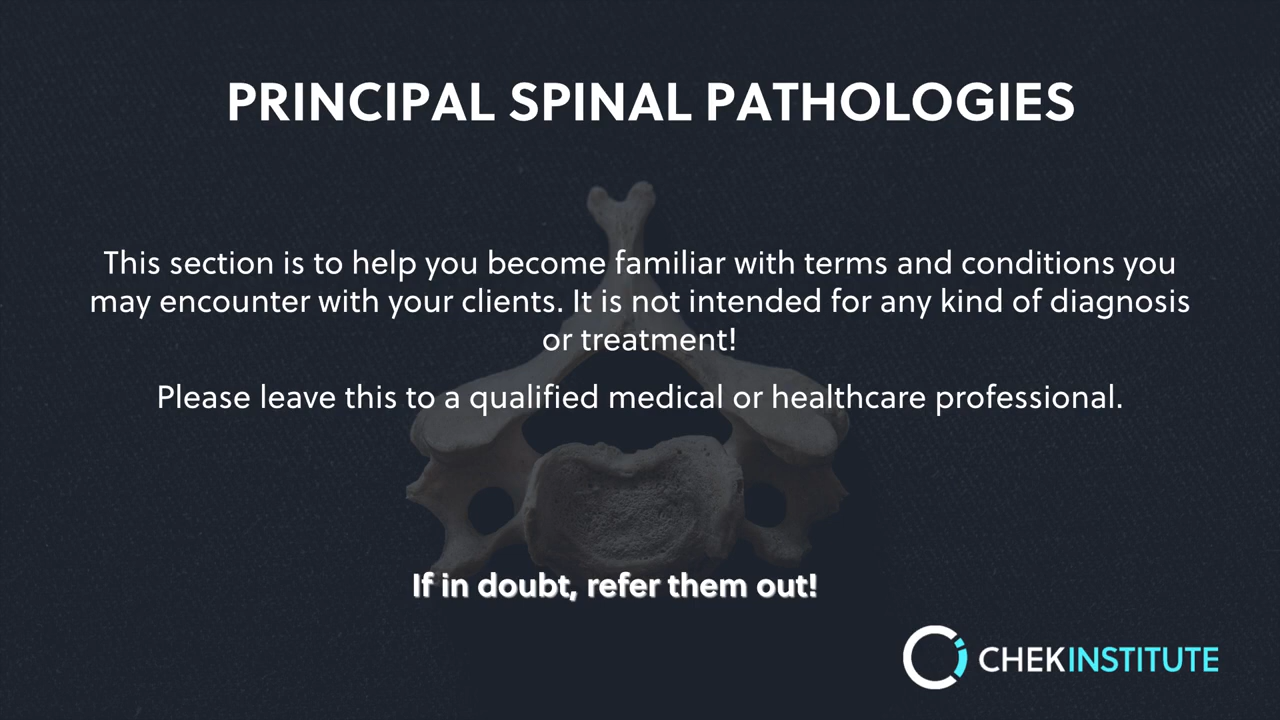 PRINCIPAL SPINAL PATHOLOGIES
This section is to help you become familiar with terms and conditions you
may encounter with your clients. It is not intended for any kind of diagnosis
or treatment!
Please leave this to a qualified medical or healthcare professional.
If in doubt, refer them out!
CHEKINSTITUTE